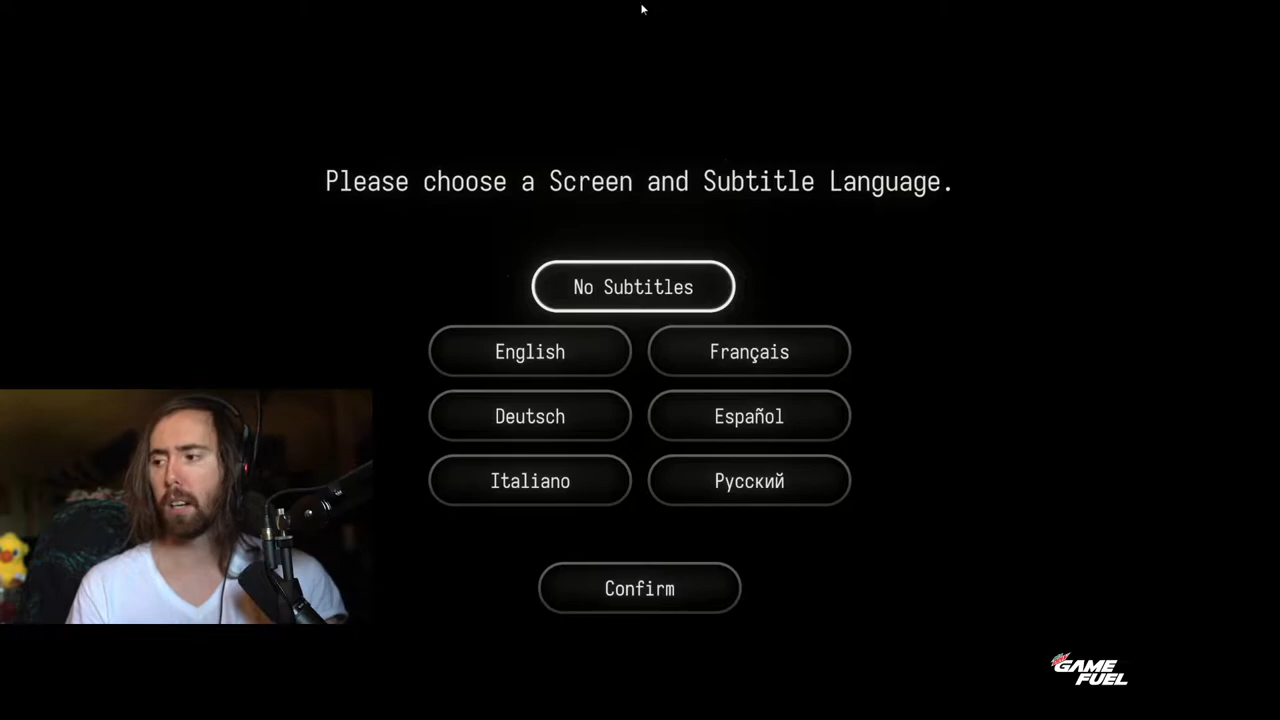 Please choose a Screen and Subtitle Language.
No Subtitles
English
Français
Deutsch
Español
Italiano
Русский
Confirm
GAME
FUEL